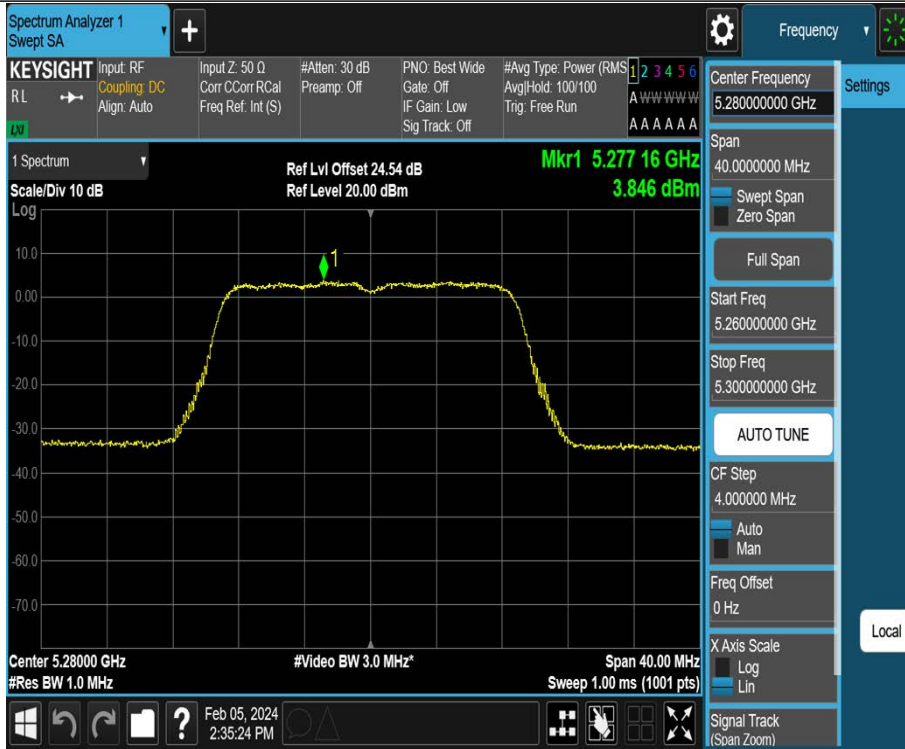 Spectrum Analyzer 1
Swept SA
+
Frequency
KEYSIGHT
R L
LXI
Input: RF
Coupling: DC
Align: Auto
Input Z: 50 Ω
Corr CCorr RCal
Freq Ref: Int (S)
#Atten: 30 dB
Preamp: Off
PNO: Best Wide
Gate: Off
IF Gain: Low
Sig Track: Off
#Avg Type: Power (RMS
Avg|Hold: 100/100
Trig: Free Run
1 2 3 4 5 6
A W W W W W
A A A A A A
Center Frequency
5.280000000 GHz
Settings
Span
40.0000000 MHz
Swept Span
Zero Span
Full Span
Start Freq
5.260000000 GHz
Stop Freq
5.300000000 GHz
AUTO TUNE
CF Step
4.000000 MHz
Auto
Man
Freq Offset
0 Hz
X Axis Scale
Log
Lin
Signal Track
(Span Zoom)
Local
1 Spectrum
Scale/Div 10 dB
Log
Ref Lvl Offset 24.54 dB
Ref Level 20.00 dBm
Mkr1 5.277 16 GHz
3.846 dBm
1
10.0
0.00
-10.0
-20.0
-30.0
-40.0
-50.0
-60.0
-70.0
Center 5.28000 GHz
#Res BW 1.0 MHz
#Video BW 3.0 MHz*
Span 40.00 MHz
Sweep 1.00 ms (1001 pts)
?
Feb 05, 2024
2:35:24 PM